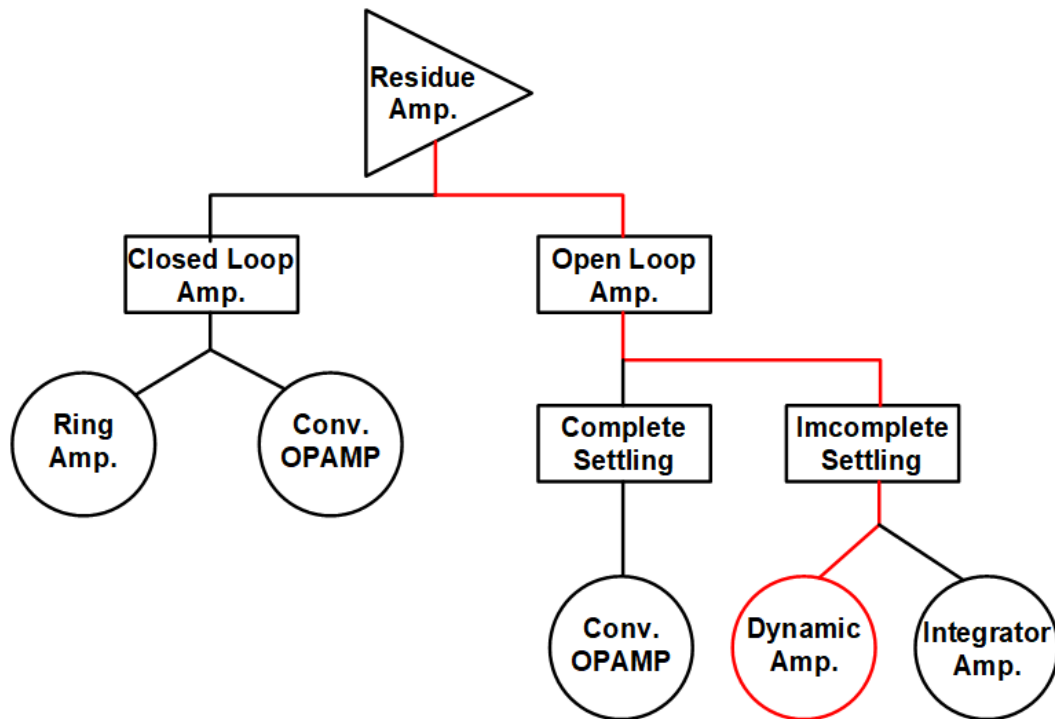 Residue
Amp.
Closed Loop
Amp.
Open Loop
Amp.
Ring
Amp.
Conv.
OPAMP
Complete
Settling
Imcomplete
Settling
Conv.
OPAMP
Dynamic
Amp.
Integrator
Amp.